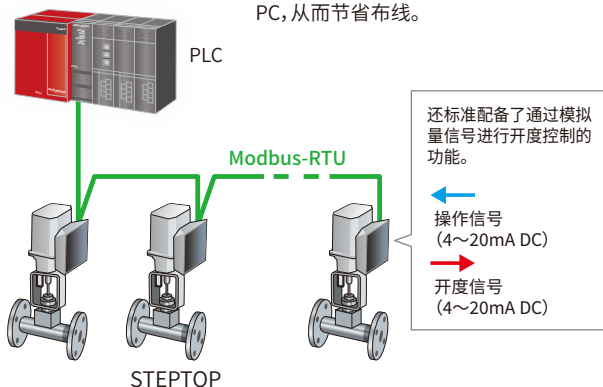 PC，从而节省布线。
PLC
Modbus-RTU
还标准配备了通过模拟
量信号进行开度控制的
功能。
操作信号
（4～20mA DC）
开度信号
（4～20mA DC）
STEPTOP